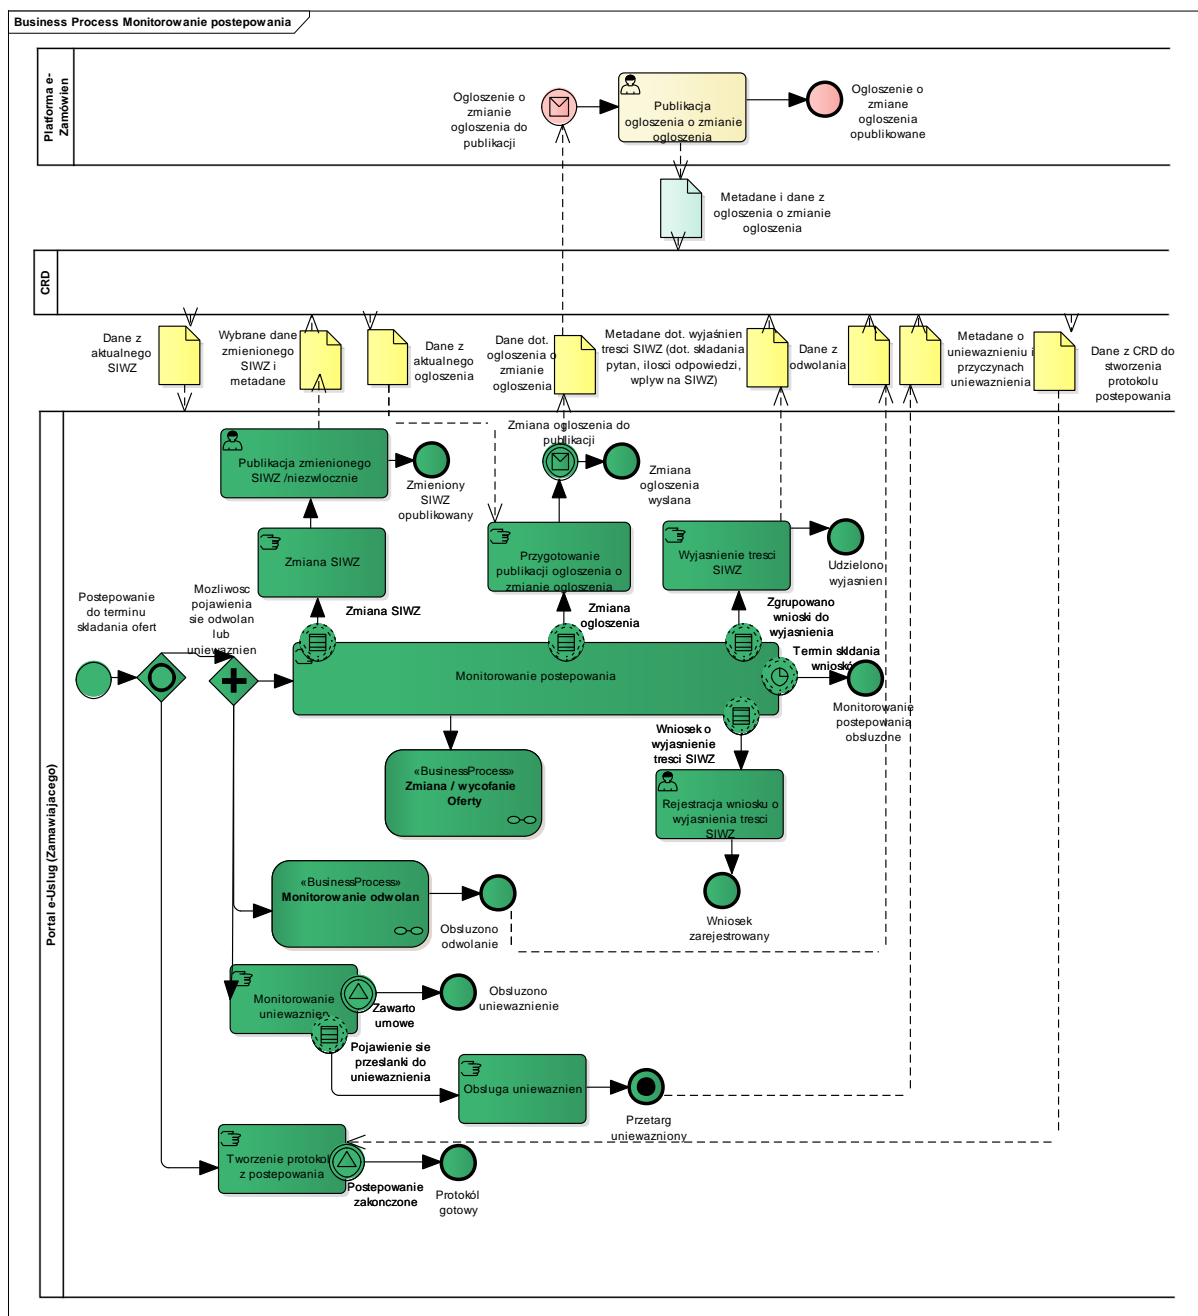 Business Process Monitorowanie postepowania
Platforma e-
Zamówien
Ogloszenie o
zmianie
ogloszenia do
publikacji
Publikacja
ogloszenia o zmianie
ogloszenia
Ogloszenie o
zmiane
ogloszenia
opublikowane
Metadane i dane z
ogloszenia o zmianie
ogloszenia
CRD
Dane z
aktualnego
SIWZ
Wybrane dane
zmienionego
SIWZ i
metadane
Dane z
aktualnego
ogloszenia
Dane dot.
ogloszenia o
zmianie
ogloszenia
Metadane dot. wyjaśnien
tresci SIWZ (dot. skladania
pytan, ilosci odpowiedzi,
wplyw na SIWZ)
Dane z
odwolania
Metadane o
uniewaznieniu i
przyczynach
uniewaznienia
Dane z CRD do
stworzenia
protokolu
postepowania
Portal e-Uslug (Zamawiajacego)
Publikacja zmienionego
SIWZ /niezwlocznie
Zmieniony
SIWZ
opublikowany
Zmiana ogloszenia do
publikacji
Zmiana
ogloszenia
wyslana
Zmiana SIWZ
Przygotowanie
publikacji ogloszenia o
zmianie ogloszenia
Wyjasnienie tresci
SIWZ
Udzielono
wyjasnien
Postepowanie
do terminu
skladania ofert
Mozliwosc
pojawienia
sie odwolan
lub
uniewaznien
Zmiana SIWZ
Zmiana
ogloszenia
Zgrupowano
wnioski do
wyjasnienia
Monitorowanie postepowania
Termin skldania
wnioskó
Monitorowanie
postepowania
obsluzone
Wniosek o
wyjasnienie
tresci SIWZ
«BusinessProcess»
Zmiana / wycofanie
Oferty
Rejestracja wniosku o
wyjasnienia tresci
SIWZ
Wniosek
zarejestrowany
«BusinessProcess»
Monitorowanie odwolan
Obsluzono
odwolanie
Monitorowanie
uniewaznien
Zawarto
umowe
Obsluzono
uniewaznienie
Pojawienie sie
przeslanki do
uniewaznienia
Obsluga uniewaznien
Przetarg
uniewazniony
Tworzenie protokol
z postepowania
Postepowanie
zakonczone
Protokól
gotowy